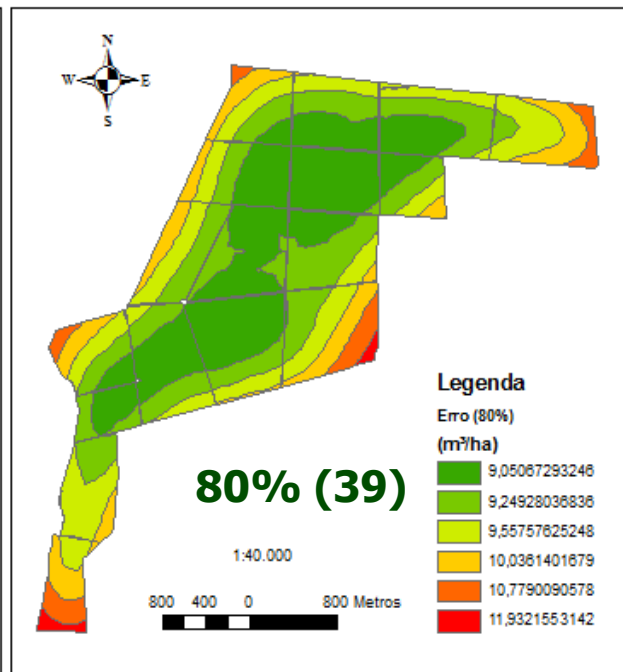 N
W E
S
Legenda
Erro (80%)
(m³/ha)
9,05067293246
9,24928036836
9,55757625248
10,0361401679
10,7790090578
11,9321553142
80% (39)
1:40.000
800 400 0 800 Metros